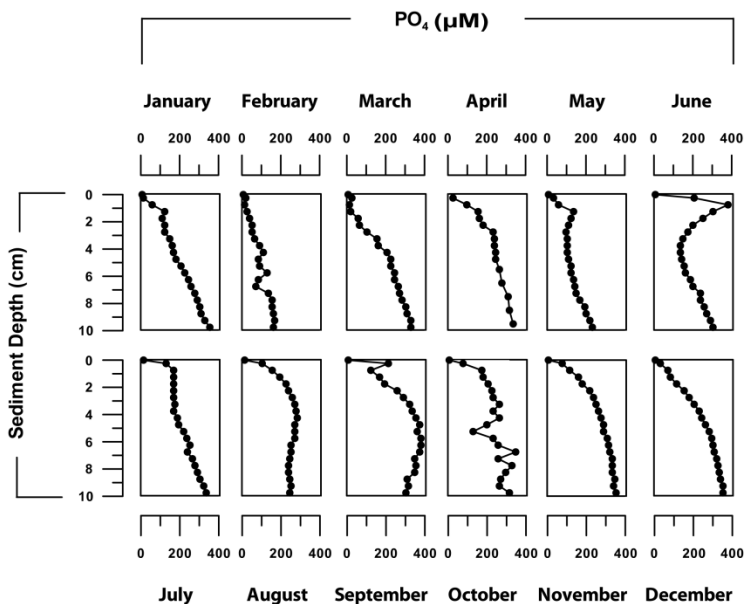 PO4 (μM)
January February March April May June
0 200 400 0 200 400 0 200 400 0 200 400 0 200 400 0 200 400
Sediment Depth (cm)
0
2
4
6
8
10
0
2
4
6
8
10
0 200 400 0 200 400 0 200 400 0 200 400 0 200 400 0 200 400
July August September October November December